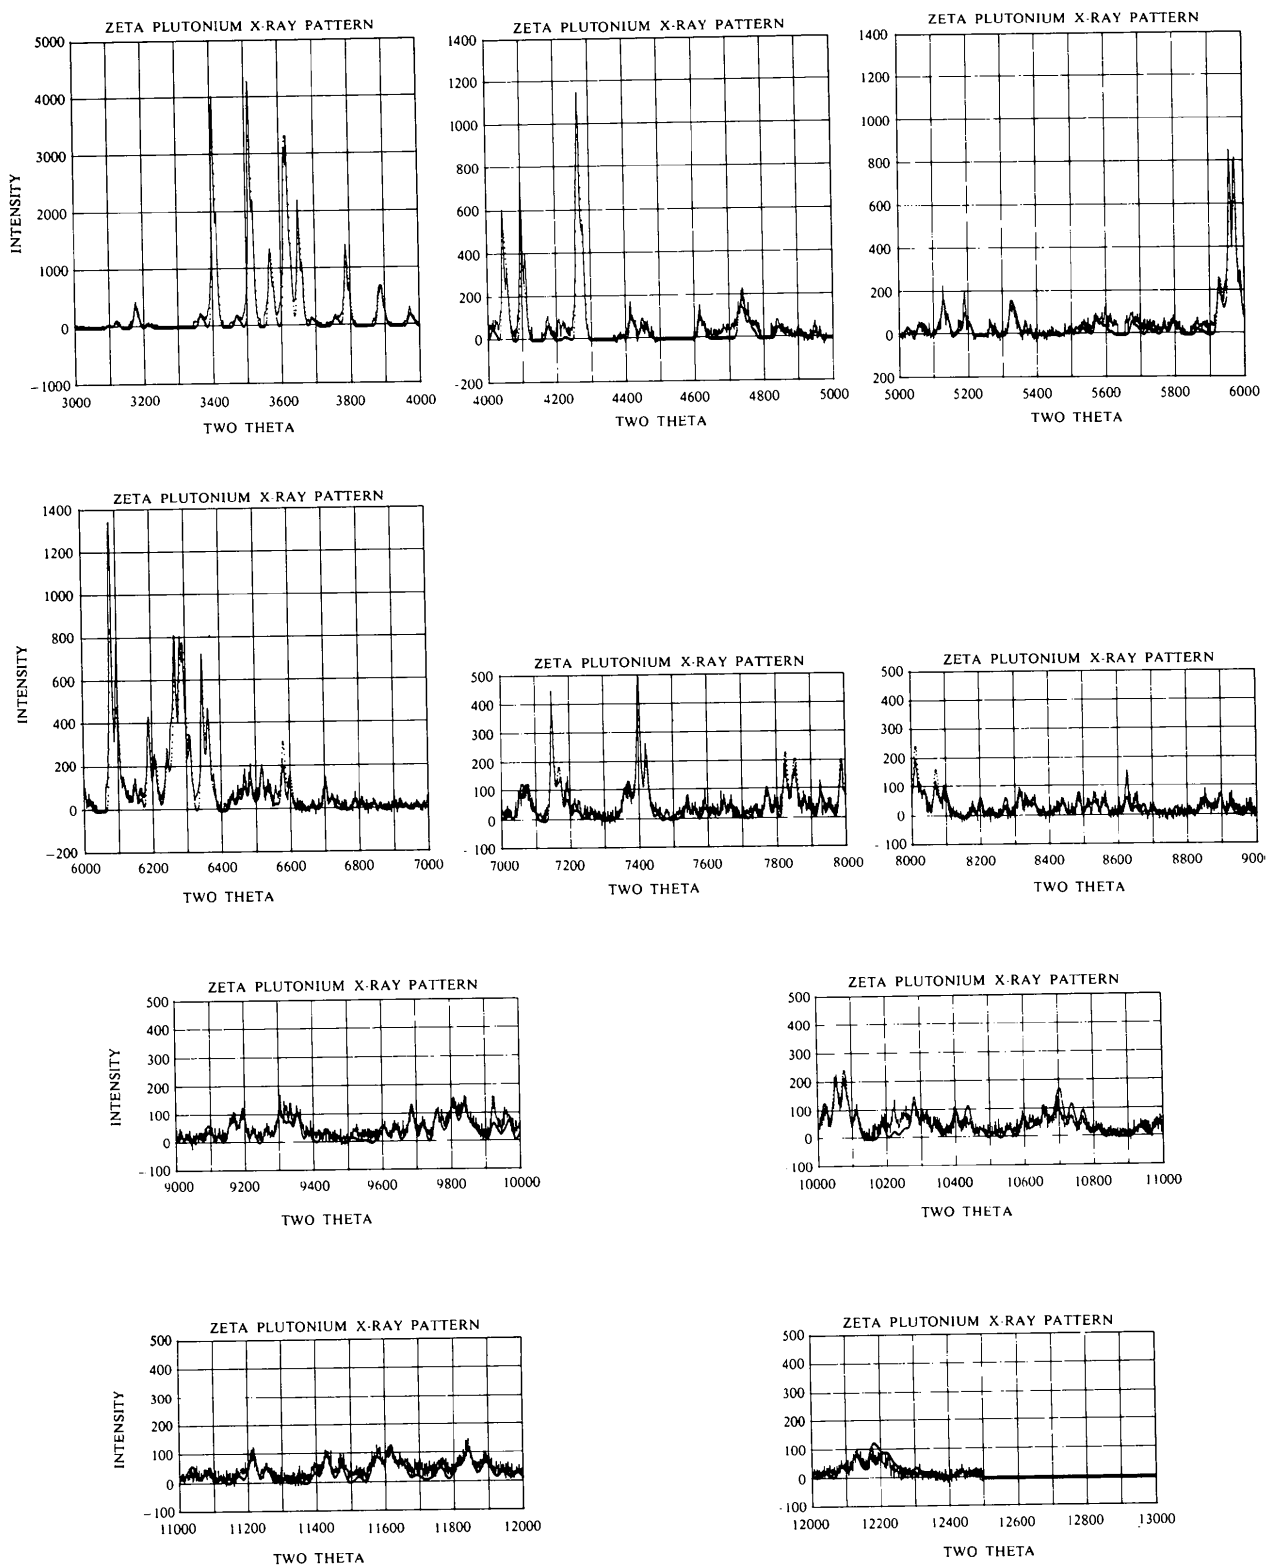 ZETA PLUTONIUM X-RAY PATTERN
5000
4000
3000
2000
1000
0
-1000
INTENSITY
3000 3200 3400 3600 3800 4000
TWO THETA
ZETA PLUTONIUM X-RAY PATTERN
1400
1200
1000
800
600
400
200
0
-200
4000 4200 4400 4600 4800 5000
TWO THETA
ZETA PLUTONIUM X-RAY PATTERN
1400
1200
1000
800
600
400
200
0
200
5000 5200 5400 5600 5800 6000
TWO THETA
ZETA PLUTONIUM X-RAY PATTERN
1400
1200
1000
800
600
400
200
0
-200
INTENSITY
6000 6200 6400 6600 6800 7000
TWO THETA
ZETA PLUTONIUM X-RAY PATTERN
500
400
300
200
100
0
-100
7000 7200 7400 7600 7800 8000
TWO THETA
ZETA PLUTONIUM X-RAY PATTERN
500
400
300
200
100
0
-100
8000 8200 8400 8600 8800 900
TWO THETA
ZETA PLUTONIUM X-RAY PATTERN
500
400
300
200
100
0
-100
INTENSITY
9000 9200 9400 9600 9800 10000
TWO THETA
ZETA PLUTONIUM X-RAY PATTERN
500
400
300
200
100
0
-100
10000 10200 10400 10600 10800 11000
TWO THETA
ZETA PLUTONIUM X-RAY PATTERN
500
400
300
200
100
0
-100
INTENSITY
11000 11200 11400 11600 11800 12000
TWO THETA
ZETA PLUTONIUM X-RAY PATTERN
500
400
300
200
100
0
-100
12000 12200 12400 12600 12800 13000
TWO THETA